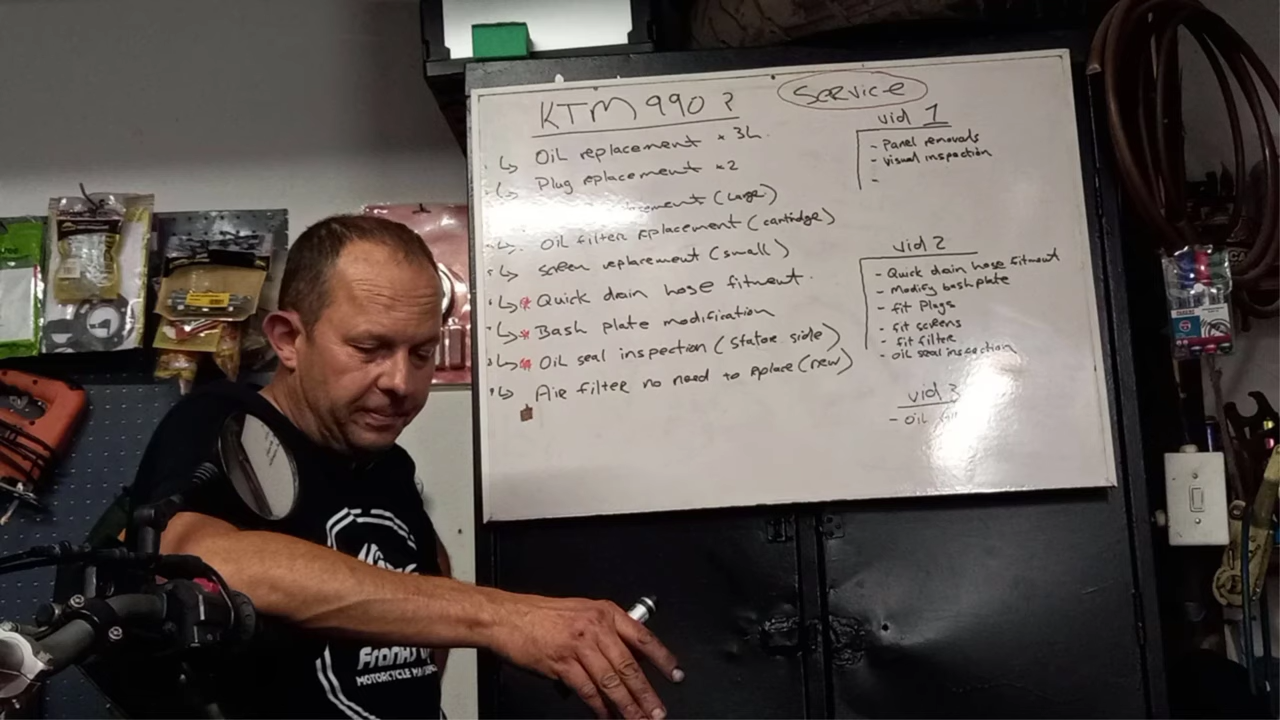 KTM 990?
Service
Oil replacement × 3L.
Plug replacement ×2
(Large)
Oil filter replacement (cartridge)
Screen replacement (small)
* Quick drain hose fitment.
* Bash plate modification
* Oil seal inspection (stator side)
Air filter no need to replace (new)
vid 1
- Panel removals
- Visual inspection
-
vid 2
- Quick drain hose fitment
- Modify bashplate
- fit Plugs
- fit screens
- fit filter
- oil seal inspection
vid 3
- oil
MOTORCYCLE